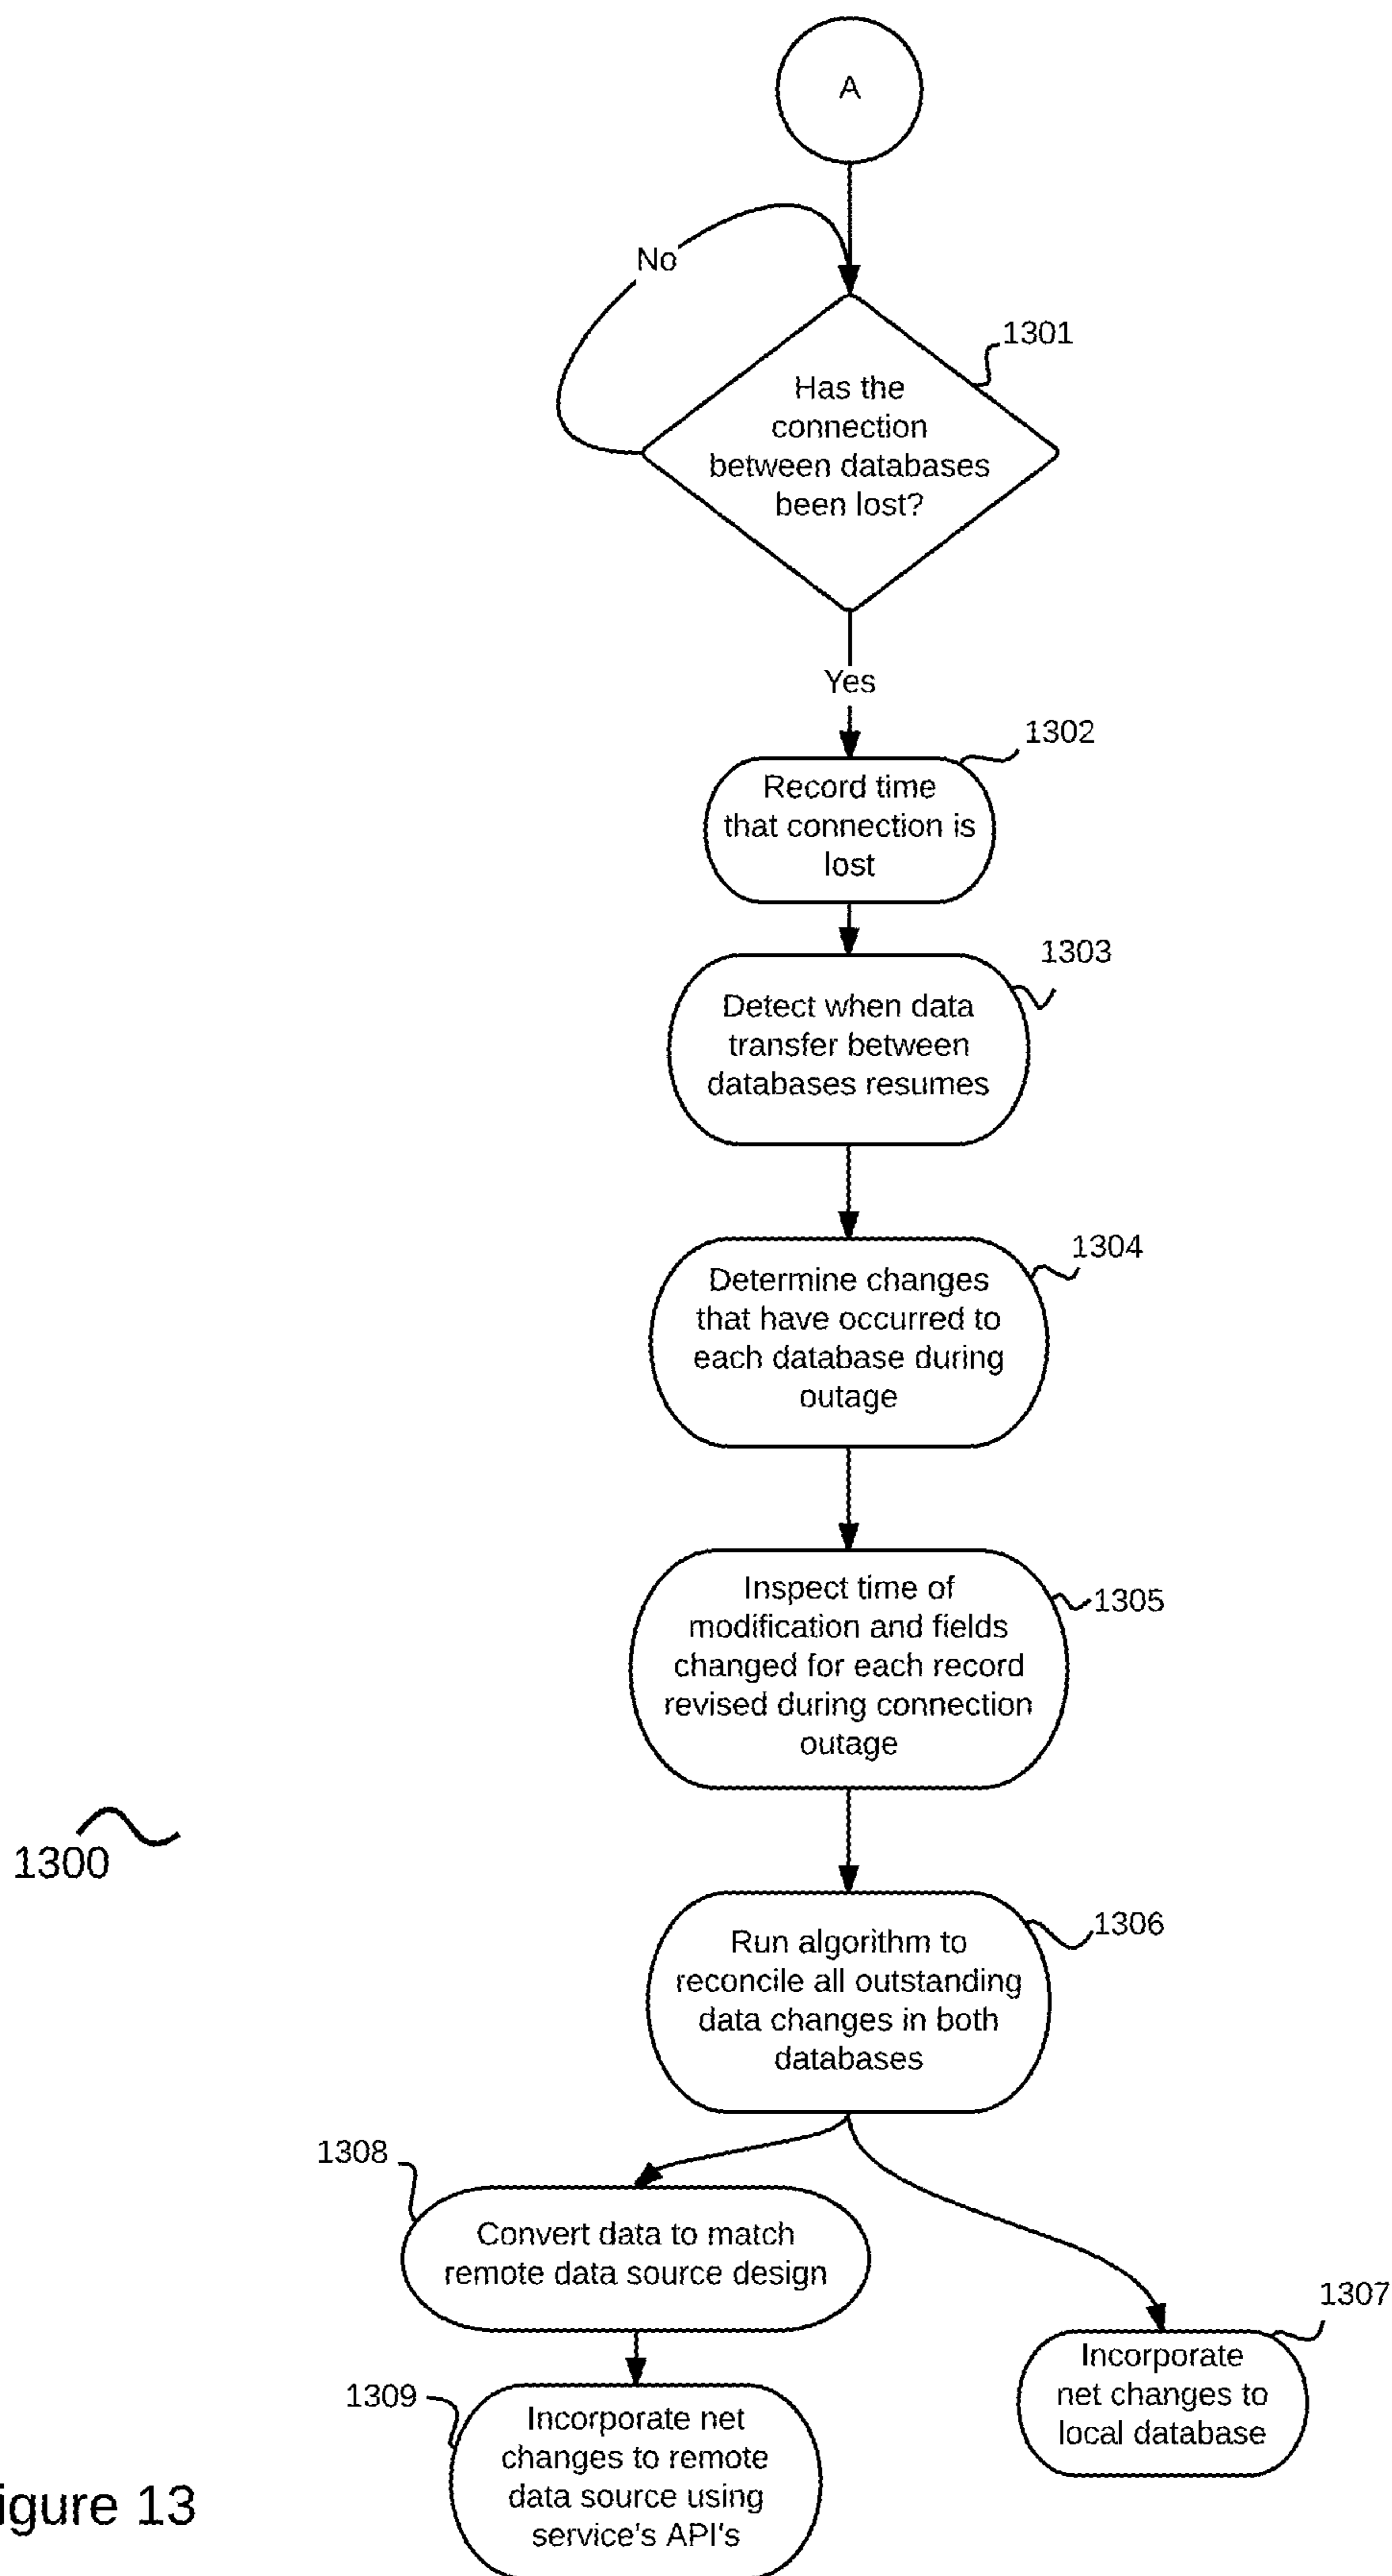 A
No
1301
Has the
connection
between databases
been lost?
Yes
1302
Record time
that connection is
lost
1303
Detect when data
transfer between
databases resumes
1304
Determine changes
that have occurred to
each database during
outage
1305
Inspect time of
modification and fields
changed for each record
revised during connection
outage
1300
1306
Run algorithm to
reconcile all outstanding
data changes in both
databases
1308
Convert data to match
remote data source design
1307
Incorporate
net changes to
local database
1309
Incorporate net
changes to remote
data source using
service's API's
igure 13